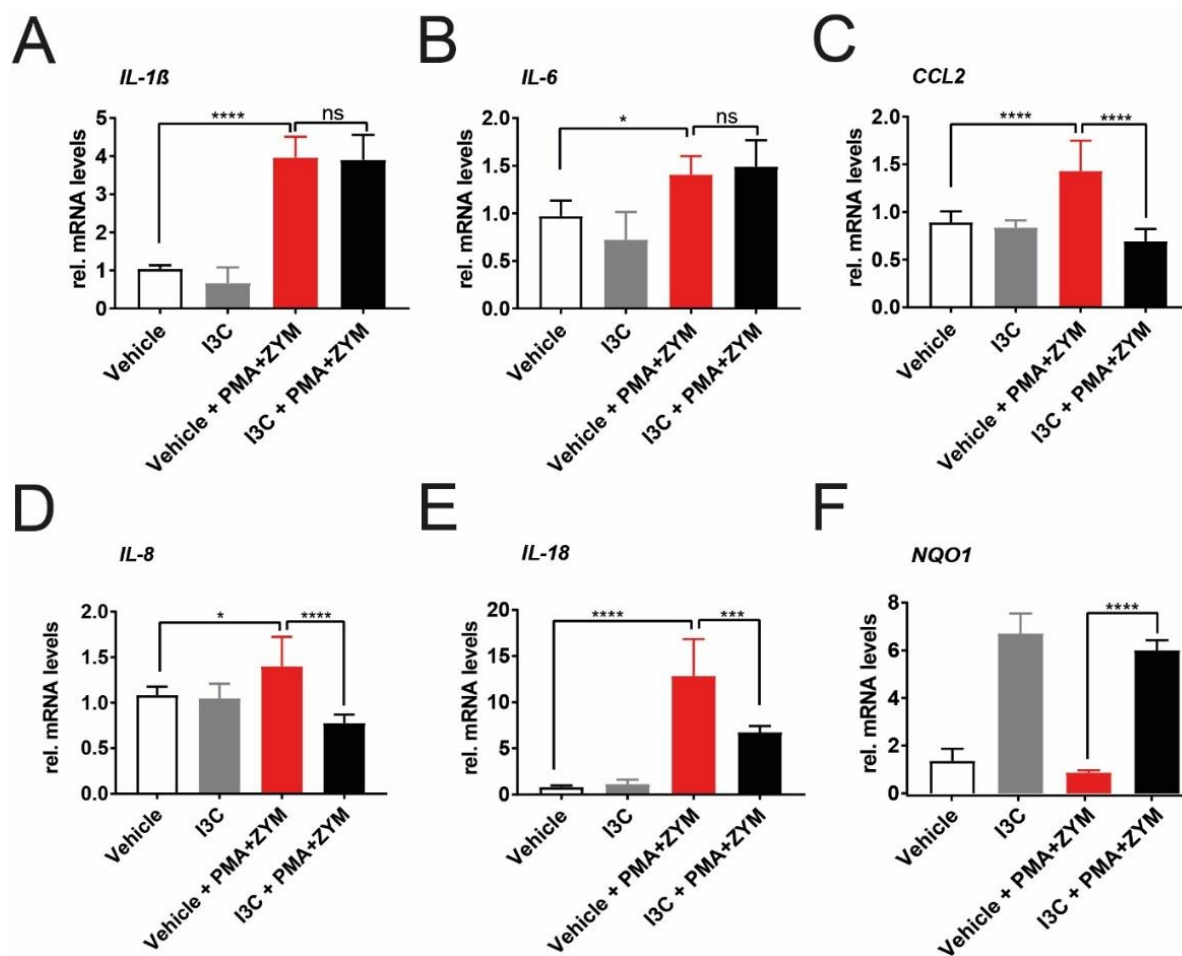 A
IL-1ß
rel. mRNA levels
5
4
3
2
1
0
****
ns
Vehicle
I3C
Vehicle + PMA+ZYM
I3C + PMA+ZYM
B
IL-6
rel. mRNA levels
2.0
1.5
1.0
0.5
0.0
*
ns
Vehicle
I3C
Vehicle + PMA+ZYM
I3C + PMA+ZYM
C
CCL2
rel. mRNA levels
2.0
1.5
1.0
0.5
0.0
****
****
Vehicle
I3C
Vehicle + PMA+ZYM
I3C + PMA+ZYM
D
IL-8
rel. mRNA levels
2.0
1.5
1.0
0.5
0.0
*
****
Vehicle
I3C
Vehicle + PMA+ZYM
I3C + PMA+ZYM
E
IL-18
rel. mRNA levels
20
15
10
5
0
****
***
Vehicle
I3C
Vehicle + PMA+ZYM
I3C + PMA+ZYM
F
NQO1
rel. mRNA levels
8
6
4
2
0
****
Vehicle
I3C
Vehicle + PMA+ZYM
I3C + PMA+ZYM